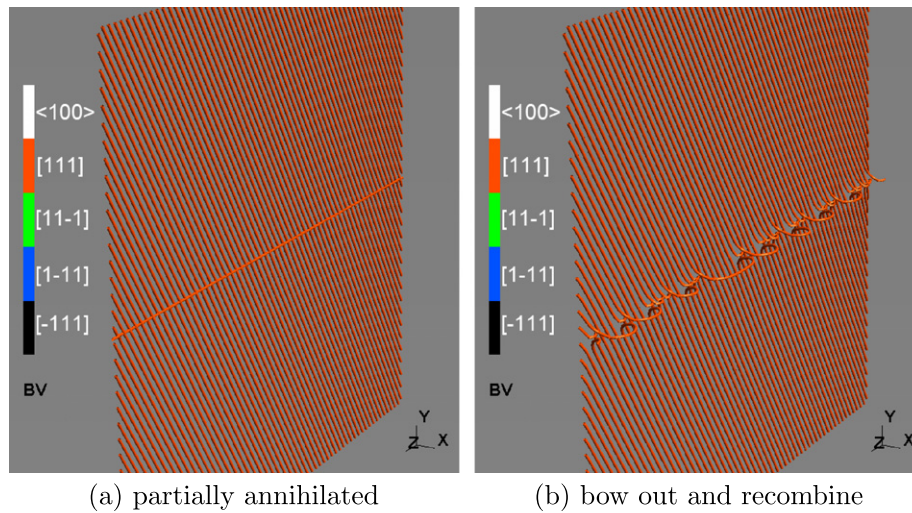 <100>
[111]
[11-1]
[1-11]
[-111]
BV
Y
Z X
(a) partially annihilated
<100>
[111]
[11-1]
[1-11]
[-111]
BV
Y
Z X
(b) bow out and recombine